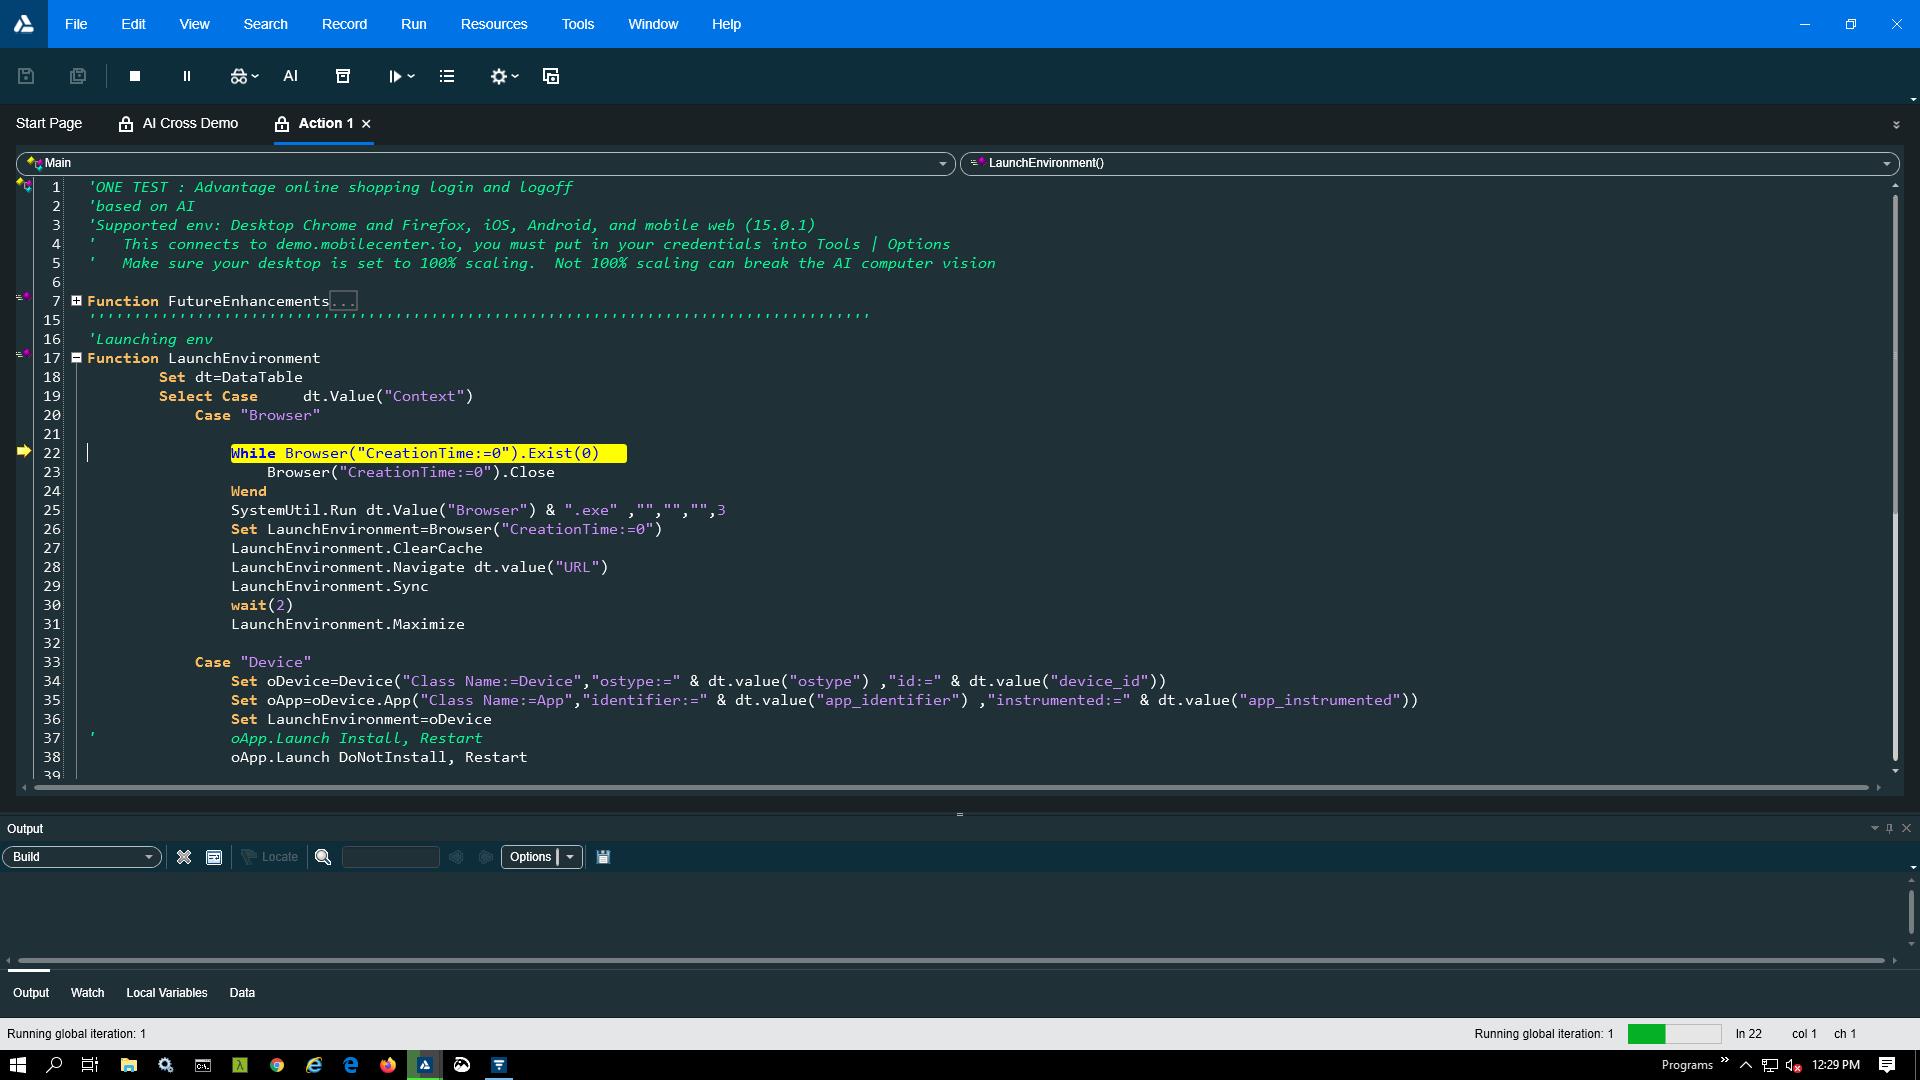 File Edit View Search Record Run Resources Tools Window Help
AI
Start Page AI Cross Demo Action 1
Main LaunchEnvironment()
1 'ONE TEST : Advantage online shopping login and logoff
2 'based on AI
3 'Supported env: Desktop Chrome and Firefox, iOS, Android, and mobile web (15.0.1)
4 '   This connects to demo.mobilecenter.io, you must put in your credentials into Tools | Options
5 '   Make sure your desktop is set to 100% scaling.  Not 100% scaling can break the AI computer vision
6
7 Function FutureEnhancements...
15 '''''''''''''''''''''''''''''''''''''''''''''''''''''''''''''''''''''''''''''''''''''''
16 'Launching env
17 Function LaunchEnvironment
18 Set dt=DataTable
19 Select Case     dt.Value("Context")
20 Case "Browser"
21
22 While Browser("CreationTime:=0").Exist(0)
23 Browser("CreationTime:=0").Close
24 Wend
25 SystemUtil.Run dt.Value("Browser") & ".exe" ,"","","",3
26 Set LaunchEnvironment=Browser("CreationTime:=0")
27 LaunchEnvironment.ClearCache
28 LaunchEnvironment.Navigate dt.value("URL")
29 LaunchEnvironment.Sync
30 wait(2)
31 LaunchEnvironment.Maximize
32
33 Case "Device"
34 Set oDevice=Device("Class Name:=Device","ostype:=" & dt.value("ostype") ,"id:=" & dt.value("device_id"))
35 Set oApp=oDevice.App("Class Name:=App","identifier:=" & dt.value("app_identifier") ,"instrumented:=" & dt.value("app_instrumented"))
36 Set LaunchEnvironment=oDevice
37 '               oApp.Launch Install, Restart
38 oApp.Launch DoNotInstall, Restart
39
Output
Build Locate Options
Output Watch Local Variables Data
Running global iteration: 1 Running global iteration: 1 ln 22 col 1 ch 1
Programs 12:29 PM